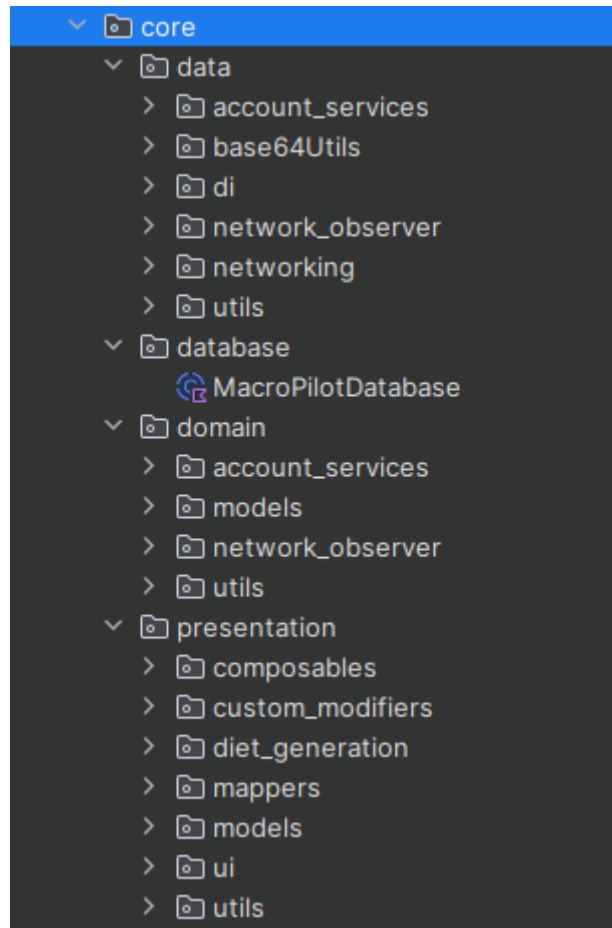 core
data
account_services
base64Utils
di
network_observer
networking
utils
database
MacroPilotDatabase
domain
account_services
models
network_observer
utils
presentation
composables
custom_modifiers
diet_generation
mappers
models
ui
utils